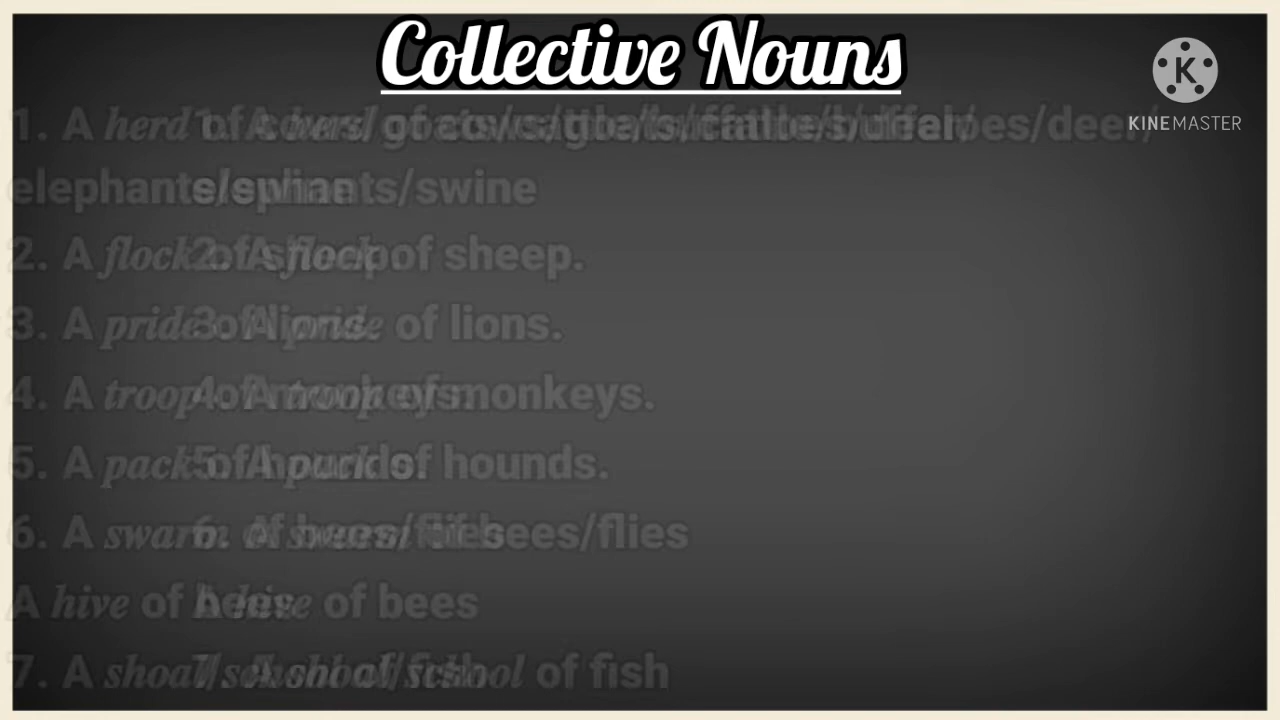 Collective Nouns
KINEMASTER
1. A herd of cows/goats/buffaloes/deer/
elephants/swine
2. A flock of sheep.
3. A pride of lions.
4. A troop of monkeys.
5. A pack of hounds.
6. A swarm of bees/flies
A hive of bees
7. A shoal/school of fish